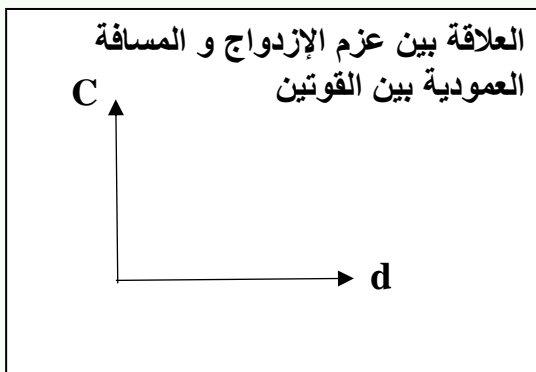 العلاقة بين عزم الإزدواج و المسافة
العمودية بين القوتين
C
d